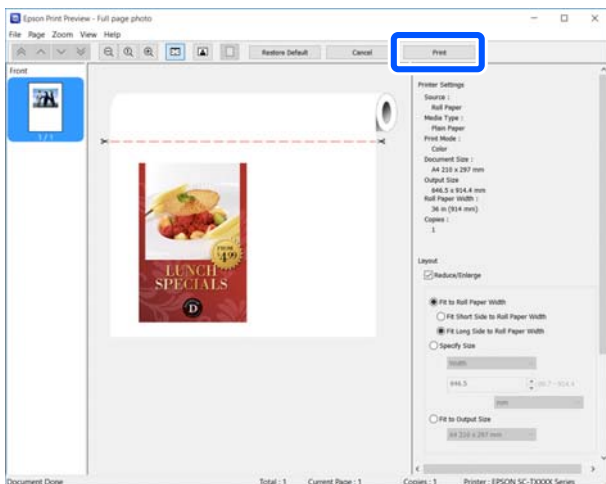 Epson Print Preview - Full page photo
File Page Zoom View Help
Restore Default Cancel Print
Front
1 / 1
FROM
$4.99
LUNCH
SPECIALS
D
Printer Settings
Source :
Roll Paper
Media Type :
Plain Paper
Print Mode :
Color
Document Size :
A4 210 x 297 mm
Output Size
646.5 x 914.4 mm
Roll Paper Width :
36 in (914 mm)
Copies :
1
Layout
Reduce/Enlarge
Fit to Roll Paper Width
Fit Short Side to Roll Paper Width
Fit Long Side to Roll Paper Width
Specify Size
Width
646.5
mm
Fit to Output Size
A4 210 x 297 mm
Document Done Total : 1 Current Page : 1 Copies : 1 Printer : EPSON SC-TXXXX Series